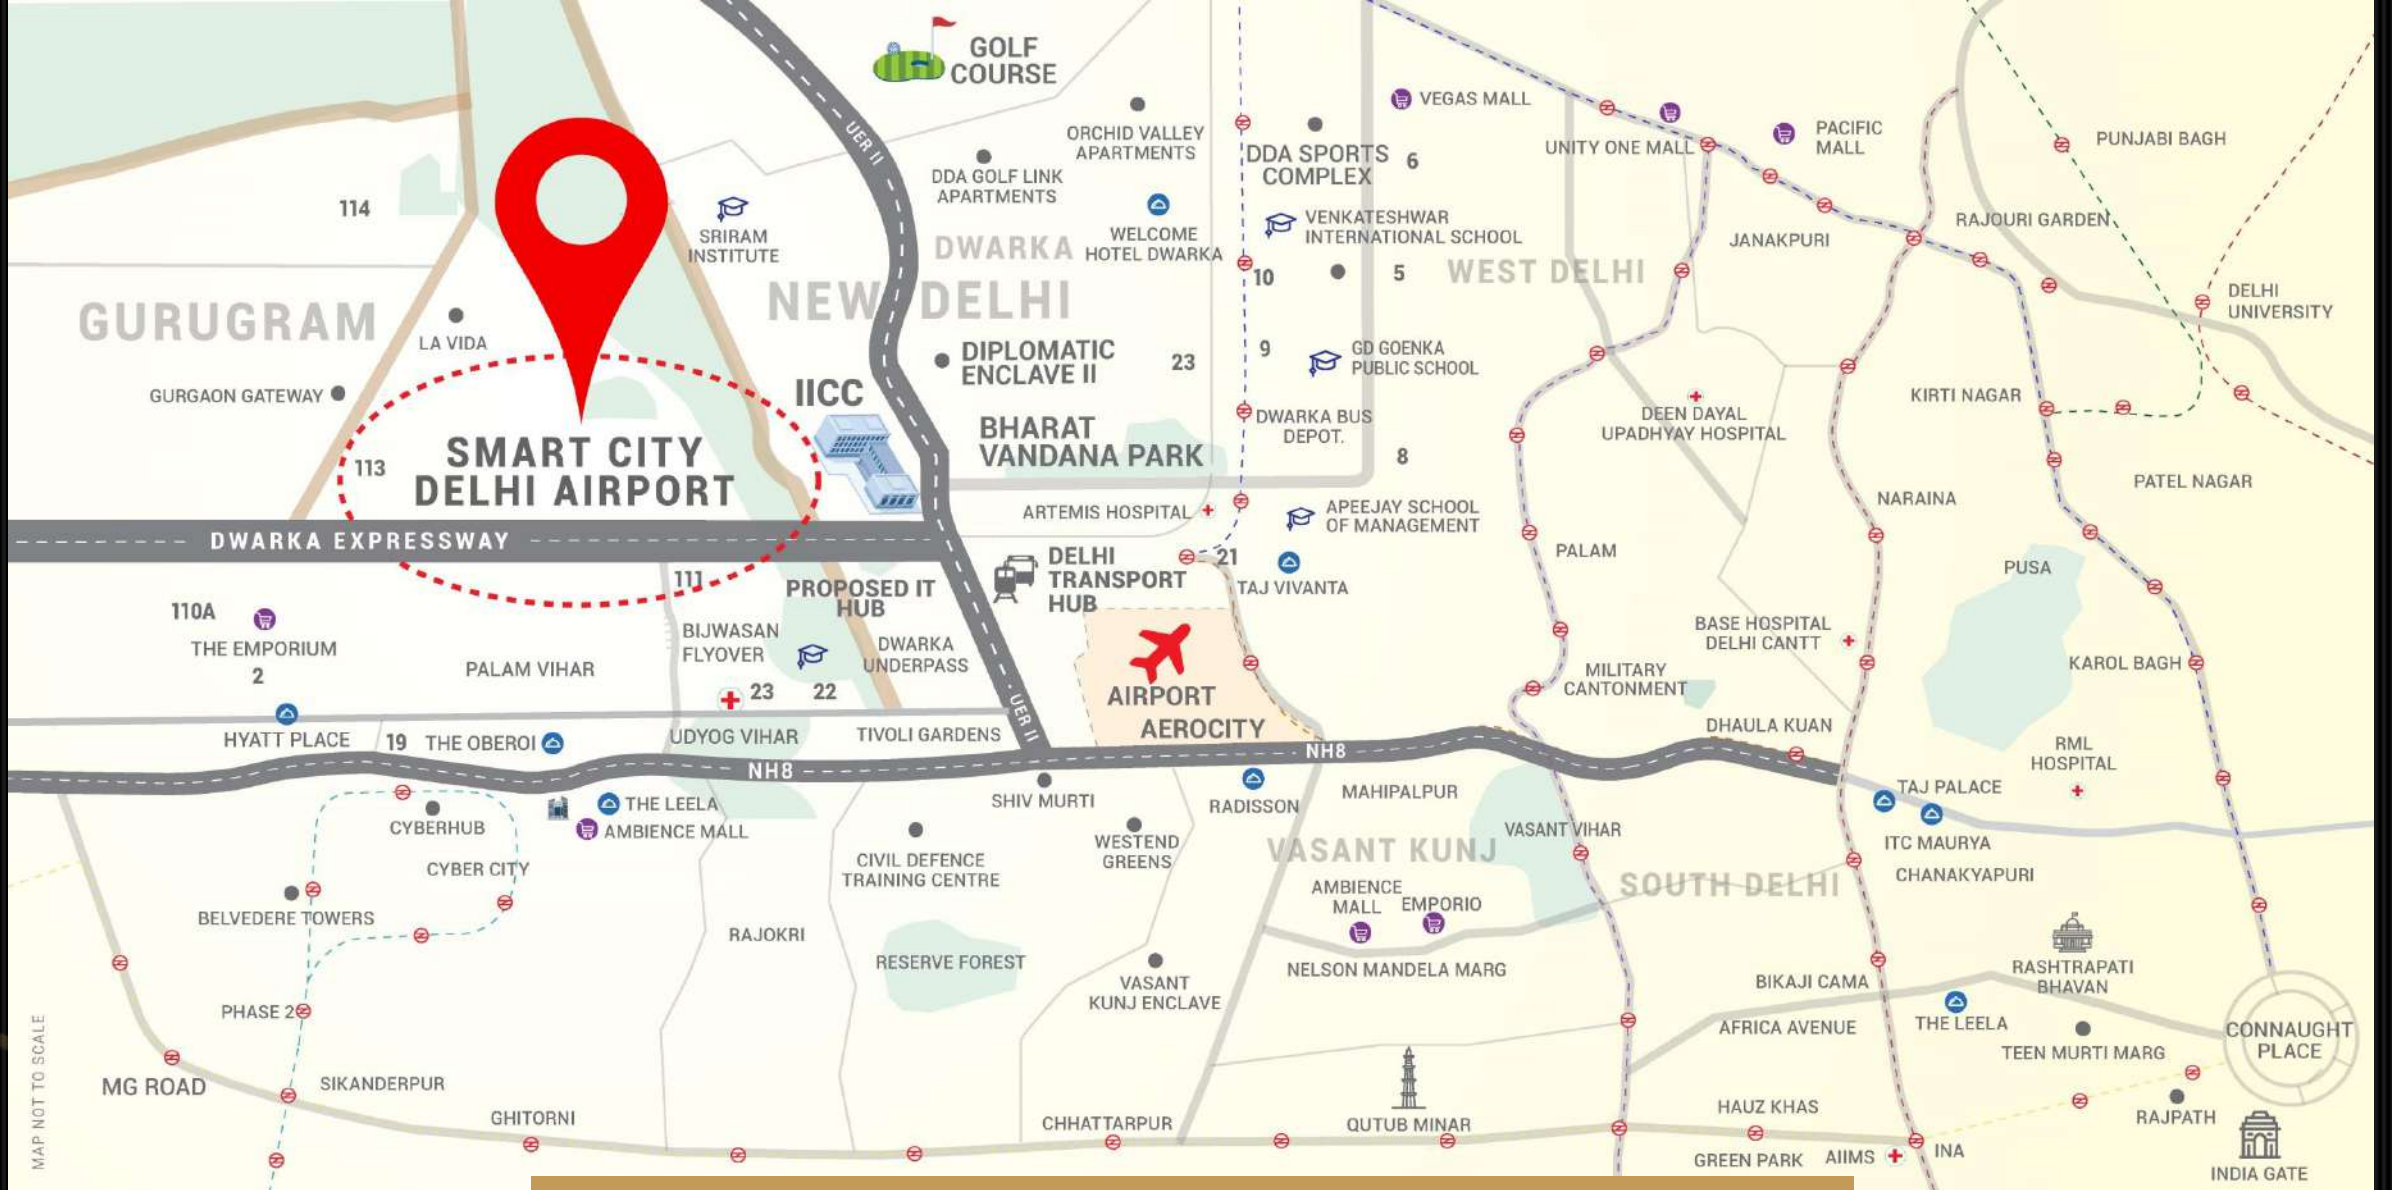 GOLF
COURSE
UER II
ORCHID VALLEY
APARTMENTS
DDA GOLF LINK
APARTMENTS
VEGAS MALL
DDA SPORTS
COMPLEX
6
UNITY ONE MALL
PACIFIC
MALL
PUNJABI BAGH
114
SRIRAM
INSTITUTE
DWARKA
WELCOME
HOTEL DWARKA
VENKATESHWAR
INTERNATIONAL SCHOOL
10
5
WEST DELHI
JANAKPURI
RAJOURI GARDEN
DELHI
UNIVERSITY
GURUGRAM
NEW DELHI
LA VIDA
GURGAON GATEWAY
IICC
DIPLOMATIC
ENCLAVE II
23
9
GD GOENKA
PUBLIC SCHOOL
DEEN DAYAL
UPADHYAY HOSPITAL
KIRTI NAGAR
SMART CITY
DELHI AIRPORT
113
BHARAT
VANDANA PARK
DWARKA BUS
DEPOT.
8
PATEL NAGAR
NARAINA
ARTEMIS HOSPITAL
APEEJAY SCHOOL
OF MANAGEMENT
DWARKA EXPRESSWAY
DELHI
TRANSPORT
HUB
21
TAJ VIVANTA
PALAM
PUSA
111
PROPOSED IT
HUB
110A
THE EMPORIUM
2
PALAM VIHAR
BIJWASAN
FLYOVER
DWARKA
UNDERPASS
23
22
UER II
AIRPORT
AEROCITY
BASE HOSPITAL
DELHI CANTT
MILITARY
CANTONMENT
KAROL BAGH
DHAULA KUAN
HYATT PLACE
19
THE OBEROI
UDYOG VIHAR
TIVOLI GARDENS
NH8
NH8
RML
HOSPITAL
CYBERHUB
THE LEELA
AMBIENCE MALL
SHIV MURTI
RADISSON
MAHIPALPUR
TAJ PALACE
ITC MAURYA
CHANAKYAPURI
CYBER CITY
CIVIL DEFENCE
TRAINING CENTRE
WESTEND
GREENS
VASANT KUNJ
VASANT VIHAR
SOUTH DELHI
AMBIENCE
MALL
EMPORIO
BELVEDERE TOWERS
RAJOKRI
RESERVE FOREST
VASANT
KUNJ ENCLAVE
NELSON MANDELA MARG
BIKAJI CAMA
RASHTRAPATI
BHAVAN
PHASE 2
AFRICA AVENUE
THE LEELA
TEEN MURTI MARG
CONNAUGHT
PLACE
MAP NOT TO SCALE
MG ROAD
SIKANDERPUR
GHITORNI
CHHATTARPUR
QUTUB MINAR
HAUZ KHAS
RAJPATH
GREEN PARK
AIIMS
INA
INDIA GATE